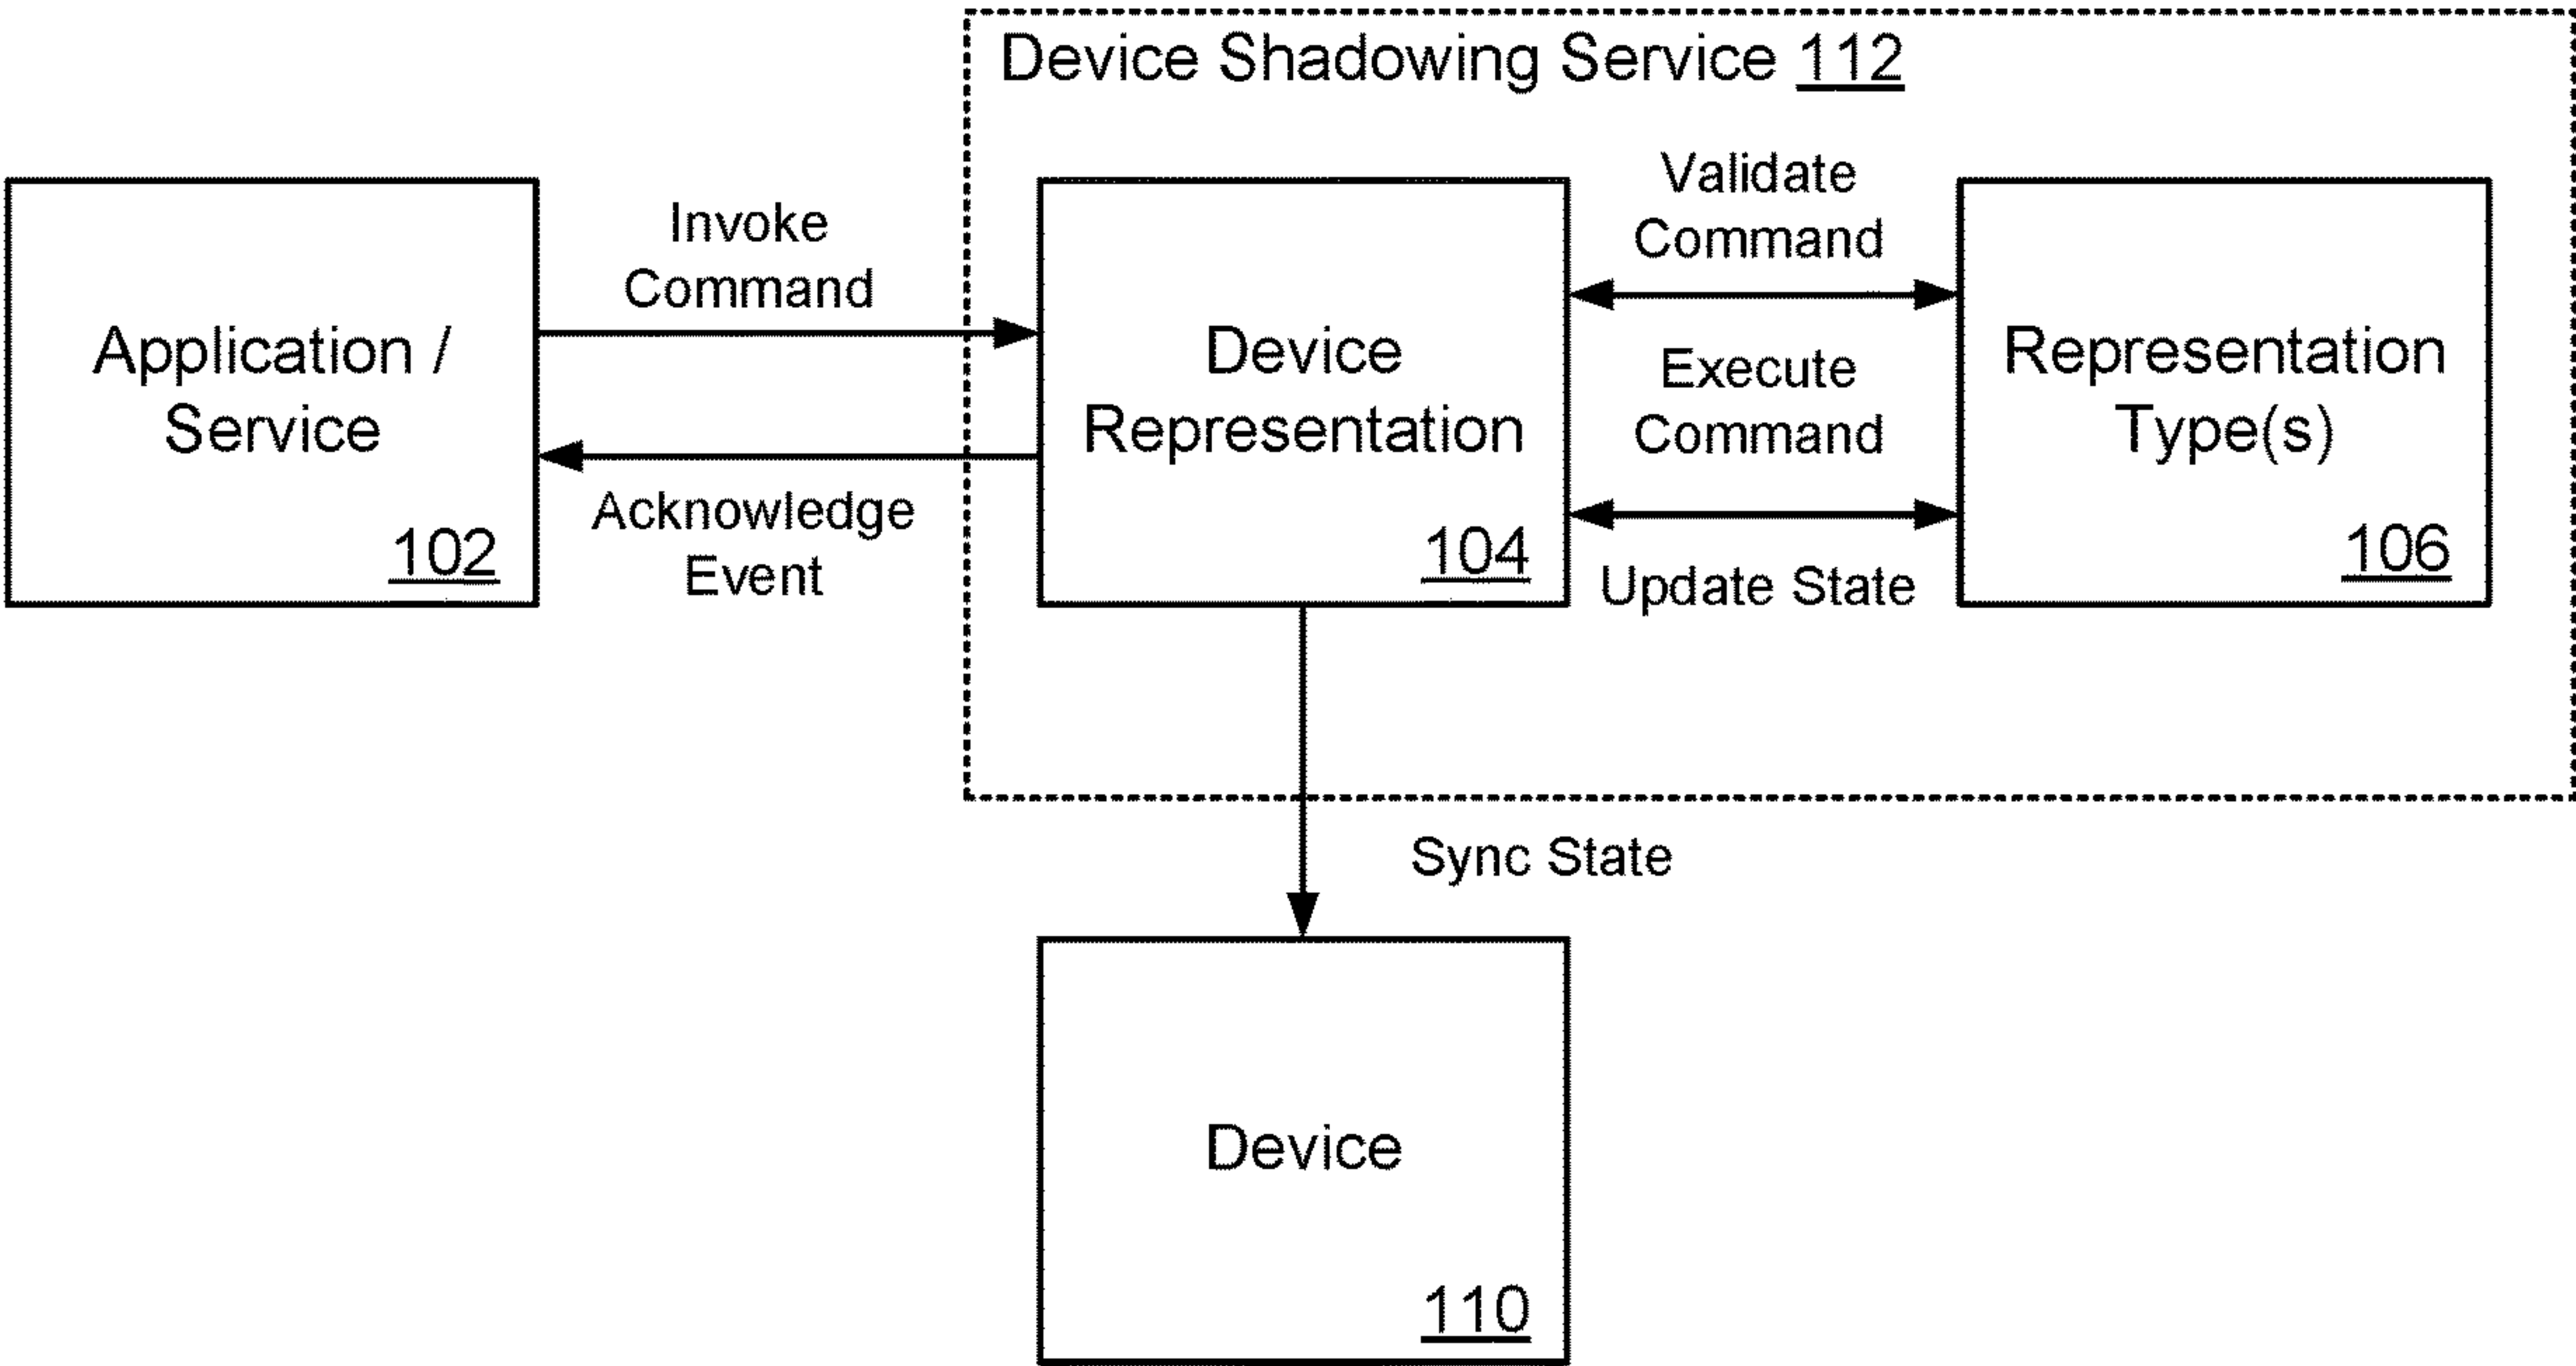 Device Shadowing Service 112
Application /
Service
102
Invoke
Command
Acknowledge
Event
Device
Representation
104
Validate
Command
Execute
Command
Update State
Representation
Type(s)
106
Sync State
Device
110